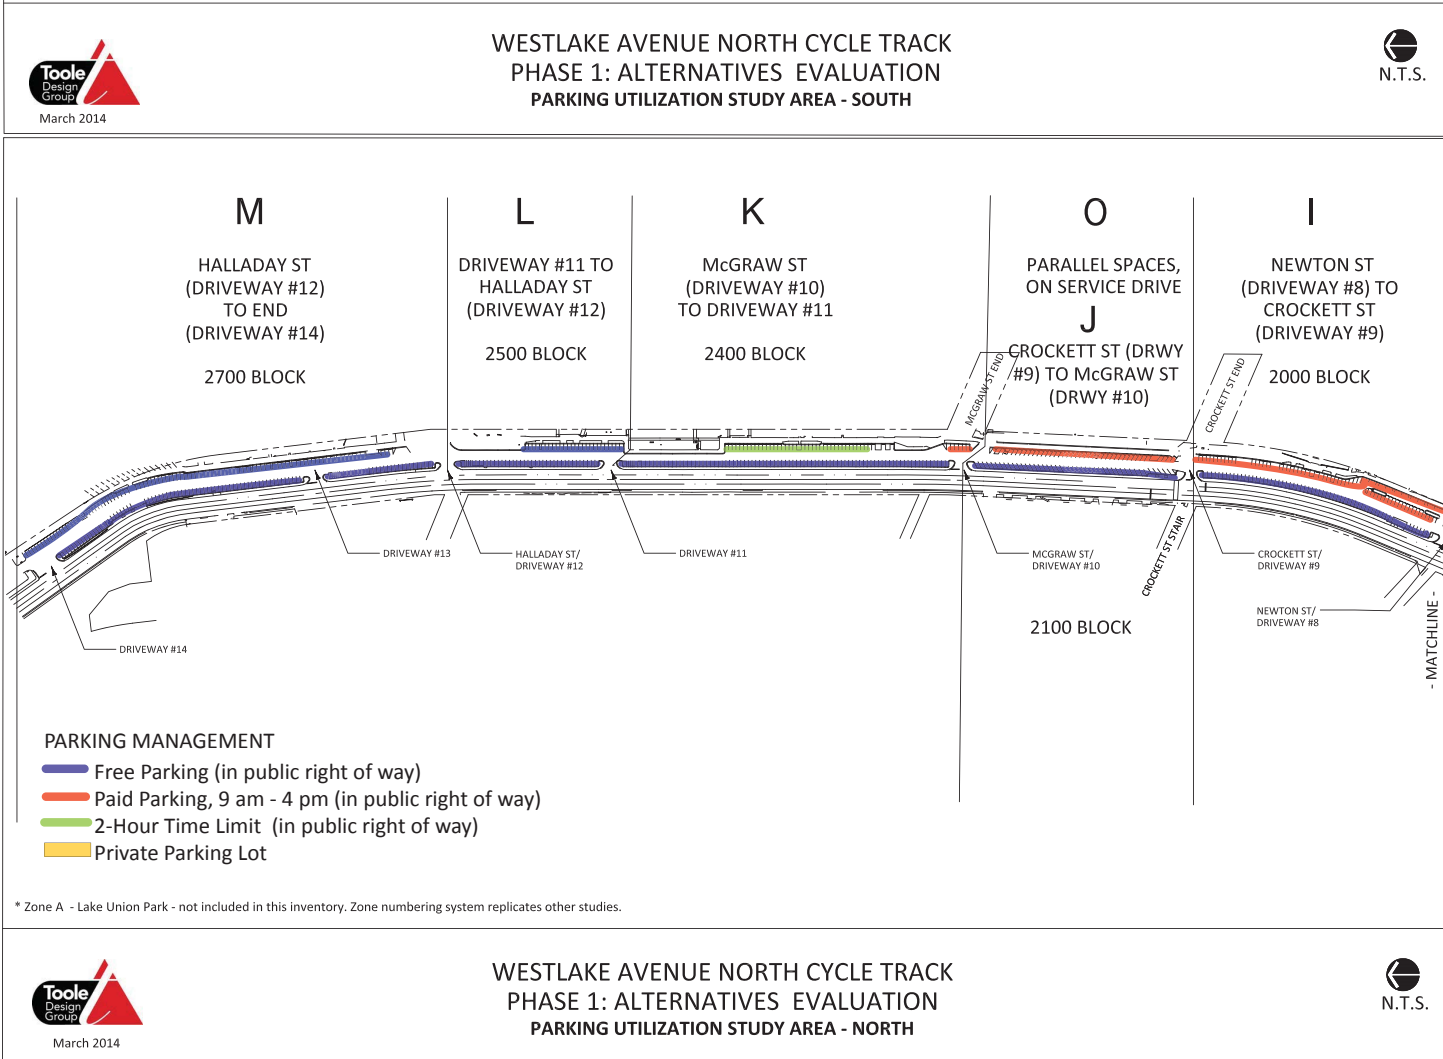 Toole
Design
Group
March 2014
WESTLAKE AVENUE NORTH CYCLE TRACK
PHASE 1: ALTERNATIVES EVALUATION
PARKING UTILIZATION STUDY AREA - SOUTH
N.T.S.
M
HALLADAY ST
(DRIVEWAY #12)
TO END
(DRIVEWAY #14)
2700 BLOCK
L
DRIVEWAY #11 TO
HALLADAY ST
(DRIVEWAY #12)
2500 BLOCK
K
McGRAW ST
(DRIVEWAY #10)
TO DRIVEWAY #11
2400 BLOCK
O
PARALLEL SPACES,
ON SERVICE DRIVE
J
CROCKETT ST (DRWY
#9) TO McGRAW ST
(DRWY #10)
I
NEWTON ST
(DRIVEWAY #8) TO
CROCKETT ST
(DRIVEWAY #9)
2000 BLOCK
MCGRAW ST END
CROCKETT ST END
DRIVEWAY #13
HALLADAY ST/
DRIVEWAY #12
DRIVEWAY #11
MCGRAW ST/
DRIVEWAY #10
CROCKETT ST STAIR
CROCKETT ST/
DRIVEWAY #9
NEWTON ST/
DRIVEWAY #8
2100 BLOCK
DRIVEWAY #14
- MATCHLINE -
PARKING MANAGEMENT
Free Parking (in public right of way)
Paid Parking, 9 am - 4 pm (in public right of way)
2-Hour Time Limit (in public right of way)
Private Parking Lot
* Zone A - Lake Union Park - not included in this inventory. Zone numbering system replicates other studies.
Toole
Design
Group
March 2014
WESTLAKE AVENUE NORTH CYCLE TRACK
PHASE 1: ALTERNATIVES EVALUATION
PARKING UTILIZATION STUDY AREA - NORTH
N.T.S.